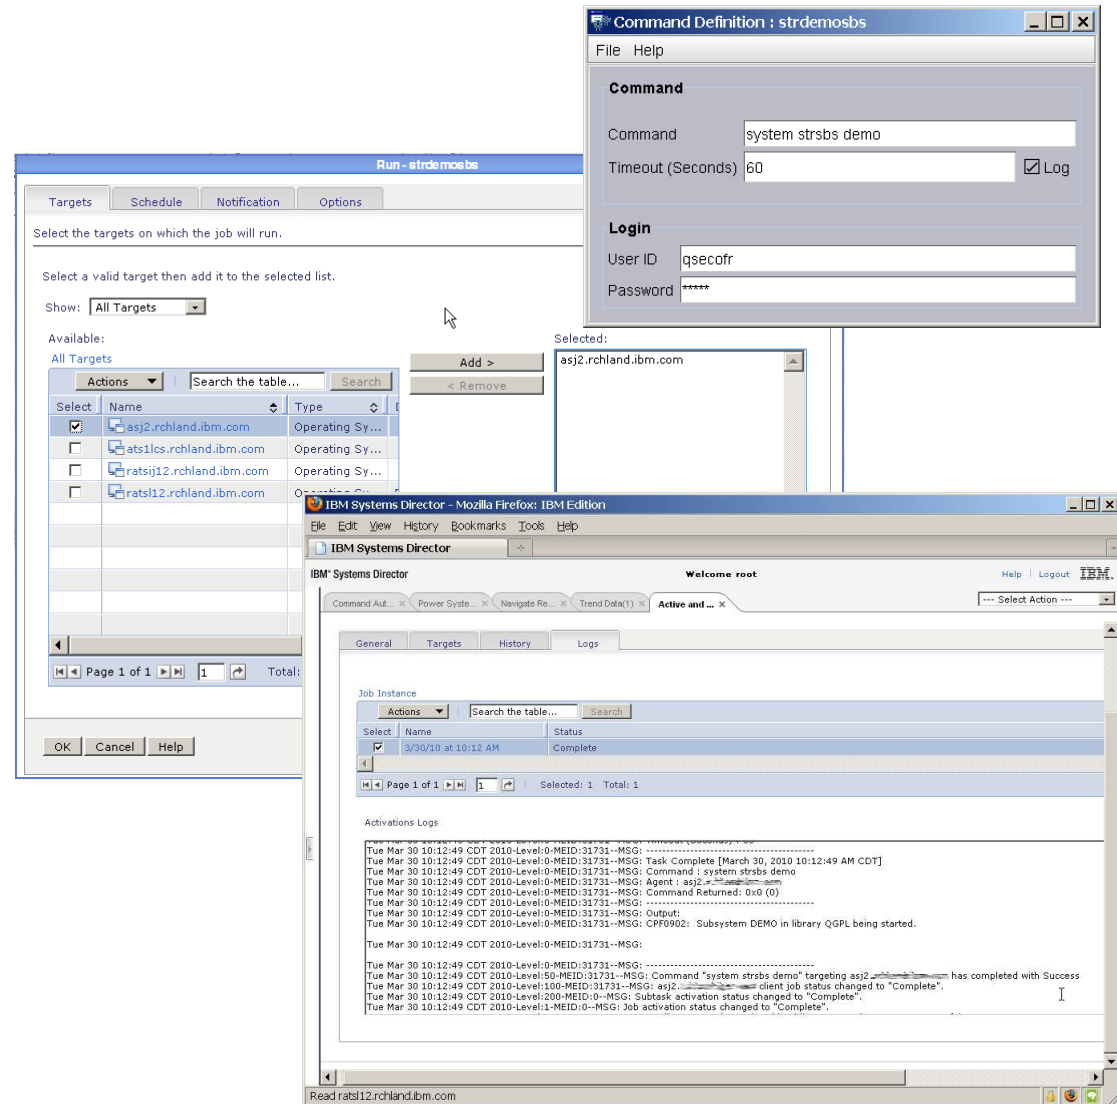 Command Definition : strdemosbs
File Help
Command
Command system strsbs demo
Timeout (Seconds) 60 Log
Login
User ID qsecofr
Password *****
Run - strdemosbs
Targets Schedule Notification Options
Select the targets on which the job will run.
Select a valid target then add it to the selected list.
Show: All Targets
Available:
All Targets
Actions Search the table... Search
Select Name Type
asj2.rchland.ibm.com Operating Sy...
ats1lcs.rchland.ibm.com Operating Sy...
ratsij12.rchland.ibm.com Operating Sy...
ratsl12.rchland.ibm.com Operating Sy...
Page 1 of 1 1 Total:
Add >
< Remove
Selected:
asj2.rchland.ibm.com
OK Cancel Help
IBM Systems Director - Mozilla Firefox: IBM Edition
File Edit View History Bookmarks Tools Help
IBM Systems Director
IBM® Systems Director Welcome root Help Logout IBM.
Command Aut... Power Syste... Navigate Re... Trend Data(1) Active and ... --- Select Action ---
General Targets History Logs
Job Instance
Actions Search the table... Search
Select Name Status
3/30/10 at 10:12 AM Complete
Page 1 of 1 1 Selected: 1 Total: 1
Activations Logs
Tue Mar 30 10:12:49 CDT 2010-Level:0-MEID:31731--MSG: ------------------------------------------
Tue Mar 30 10:12:49 CDT 2010-Level:0-MEID:31731--MSG: Task Complete [March 30, 2010 10:12:49 AM CDT]
Tue Mar 30 10:12:49 CDT 2010-Level:0-MEID:31731--MSG: Command : system strsbs demo
Tue Mar 30 10:12:49 CDT 2010-Level:0-MEID:31731--MSG: Agent : asj2.
Tue Mar 30 10:12:49 CDT 2010-Level:0-MEID:31731--MSG: Command Returned: 0x0 (0)
Tue Mar 30 10:12:49 CDT 2010-Level:0-MEID:31731--MSG: ------------------------------------------
Tue Mar 30 10:12:49 CDT 2010-Level:0-MEID:31731--MSG: Output:
Tue Mar 30 10:12:49 CDT 2010-Level:0-MEID:31731--MSG: CPF0902: Subsystem DEMO in library QGPL being started.
Tue Mar 30 10:12:49 CDT 2010-Level:0-MEID:31731--MSG:
Tue Mar 30 10:12:49 CDT 2010-Level:0-MEID:31731--MSG: ------------------------------------------
Tue Mar 30 10:12:49 CDT 2010-Level:50-MEID:31731--MSG: Command "system strsbs demo" targeting asj2. has completed with Success
Tue Mar 30 10:12:49 CDT 2010-Level:100-MEID:31731--MSG: asj2. client job status changed to "Complete".
Tue Mar 30 10:12:49 CDT 2010-Level:200-MEID:0--MSG: Subtask activation status changed to "Complete".
Tue Mar 30 10:12:49 CDT 2010-Level:1-MEID:0--MSG: Job activation status changed to "Complete".
Read ratsl12.rchland.ibm.com